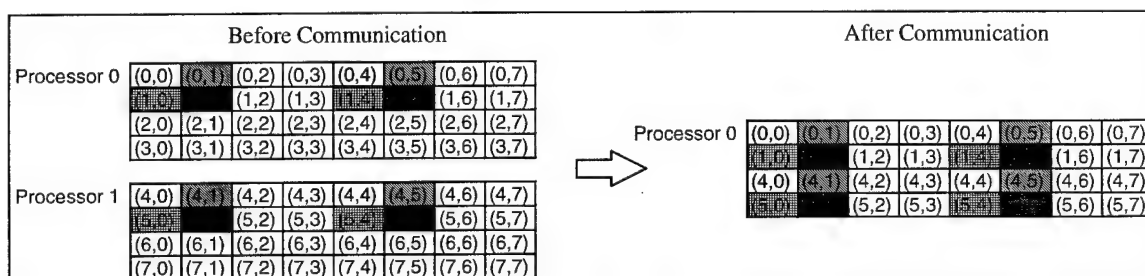 Before Communication
After Communication
Processor 0
(0,0) (0,1) (0,2) (0,3) (0,4) (0,5) (0,6) (0,7)
(1,0) (1,2) (1,3) (1,4) (1,6) (1,7)
(2,0) (2,1) (2,2) (2,3) (2,4) (2,5) (2,6) (2,7)
(3,0) (3,1) (3,2) (3,3) (3,4) (3,5) (3,6) (3,7)
Processor 1
(4,0) (4,1) (4,2) (4,3) (4,4) (4,5) (4,6) (4,7)
(5,0) (5,2) (5,3) (5,4) (5,6) (5,7)
(6,0) (6,1) (6,2) (6,3) (6,4) (6,5) (6,6) (6,7)
(7,0) (7,1) (7,2) (7,3) (7,4) (7,5) (7,6) (7,7)
Processor 0
(0,0) (0,1) (0,2) (0,3) (0,4) (0,5) (0,6) (0,7)
(1,0) (1,2) (1,3) (1,4) (1,6) (1,7)
(4,0) (4,1) (4,2) (4,3) (4,4) (4,5) (4,6) (4,7)
(5,0) (5,2) (5,3) (5,4) (5,6) (5,7)